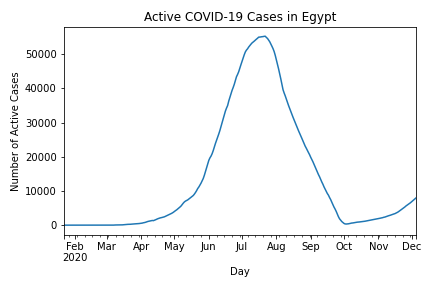 Active COVID-19 Cases in Egypt
Number of Active Cases
50000
40000
30000
20000
10000
0
Feb Mar Apr May Jun Jul Aug Sep Oct Nov Dec
2020
Day